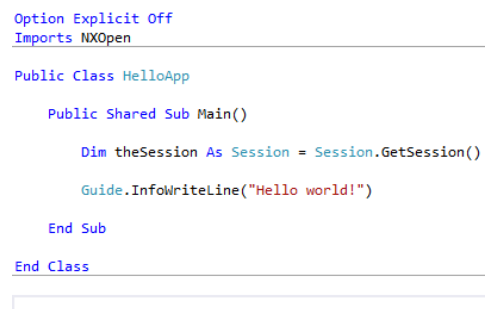 Option Explicit Off
Imports NXOpen
Public Class HelloApp
Public Shared Sub Main()
Dim theSession As Session = Session.GetSession()
Guide.InfoWriteLine("Hello world!")
End Sub
End Class